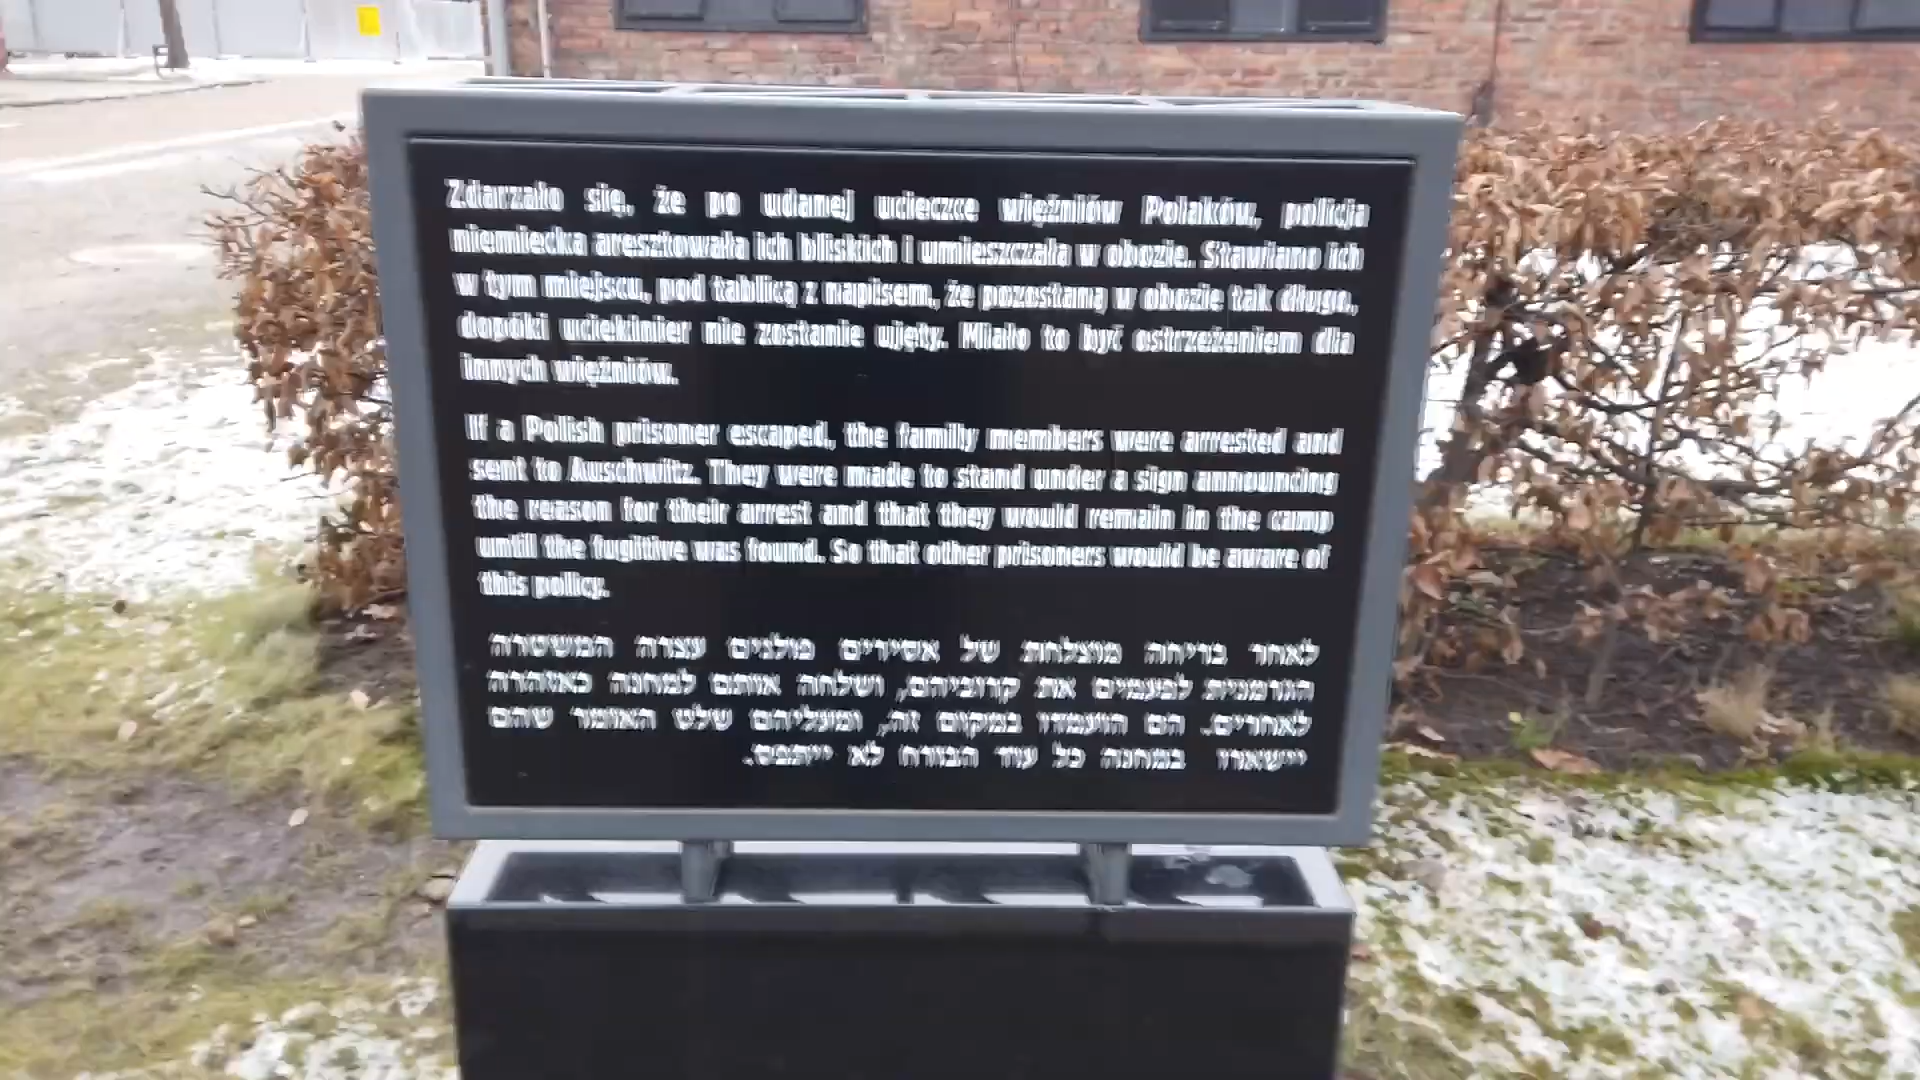 Zdarzało się, że po udanej ucieczce więźniów Polaków, policja
niemiecka aresztowała ich bliskich i umieszczała w obozie. Stawiano ich
w tym miejscu, pod tablicą z napisem, że pozostaną w obozie tak długo,
dopóki uciekinier nie zostanie ujęty. Miało to być ostrzeżeniem dla
innych więźniów.
If a Polish prisoner escaped, the family members were arrested and
sent to Auschwitz. They were made to stand under a sign announcing
the reason for their arrest and that they would remain in the camp
until the fugitive was found. So that other prisoners would be aware of
this policy.
לאחר בריחה מוצלחת של אסירים פולנים עצרה המשטרה
הגרמנית לפעמים את קרוביהם, ושלחה אותם למחנה כאזהרה
לאחרים. הם הועמדו במקום זה, ומעליהם שלט האומר שהם
יישארו במחנה כל עוד הבורח לא ייתפס.